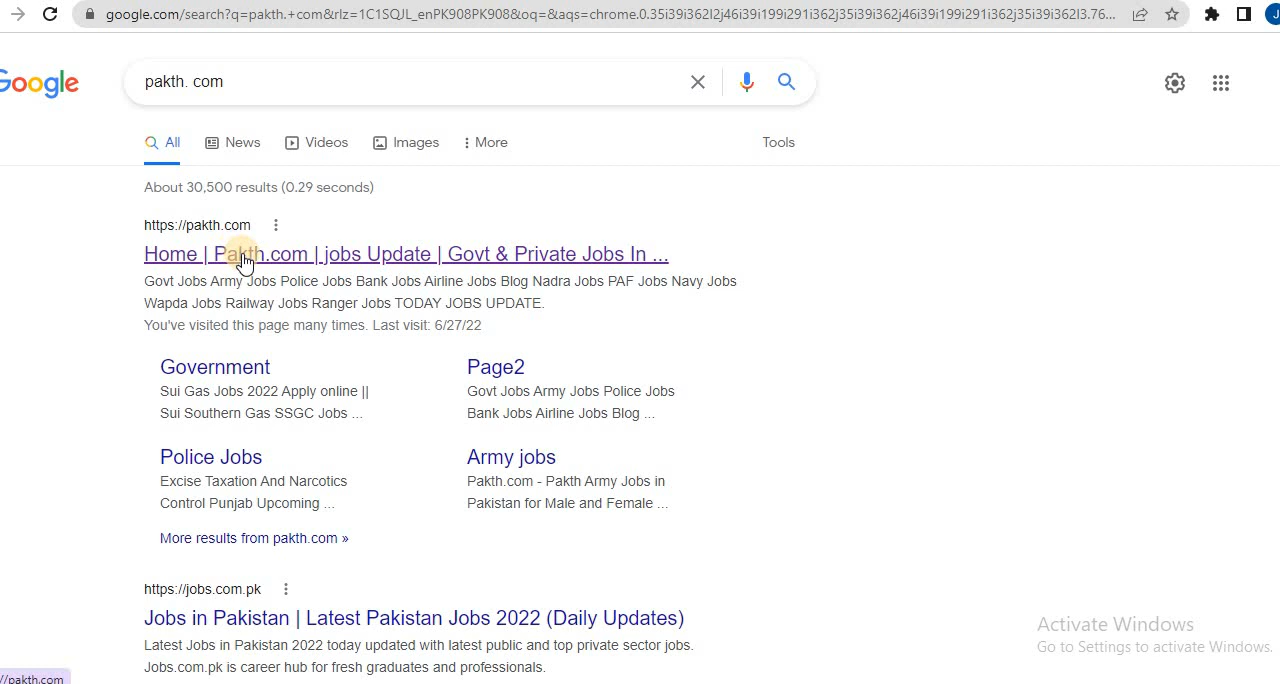 google.com/search?q=pakth.+com&rlz=1C1SQJL_enPK908PK908&oq=&aqs=chrome.0.35i39i362l2j46i39i199i291i362j35i39i362j46i39i199i291i362j35i39i362l3.76...
Google
pakth. com
All News Videos Images More Tools
About 30,500 results (0.29 seconds)
https://pakth.com
Home | Pakth.com | jobs Update | Govt & Private Jobs In ...
Govt Jobs Army Jobs Police Jobs Bank Jobs Airline Jobs Blog Nadra Jobs PAF Jobs Navy Jobs
Wapda Jobs Railway Jobs Ranger Jobs TODAY JOBS UPDATE.
You've visited this page many times. Last visit: 6/27/22
Government
Sui Gas Jobs 2022 Apply online ||
Sui Southern Gas SSGC Jobs ...
Page2
Govt Jobs Army Jobs Police Jobs
Bank Jobs Airline Jobs Blog ...
Police Jobs
Excise Taxation And Narcotics
Control Punjab Upcoming ...
Army jobs
Pakth.com - Pakth Army Jobs in
Pakistan for Male and Female ...
More results from pakth.com »
https://jobs.com.pk
Jobs in Pakistan | Latest Pakistan Jobs 2022 (Daily Updates)
Latest Jobs in Pakistan 2022 today updated with latest public and top private sector jobs.
Jobs.com.pk is career hub for fresh graduates and professionals.
Activate Windows
Go to Settings to activate Windows.
//pakth.com